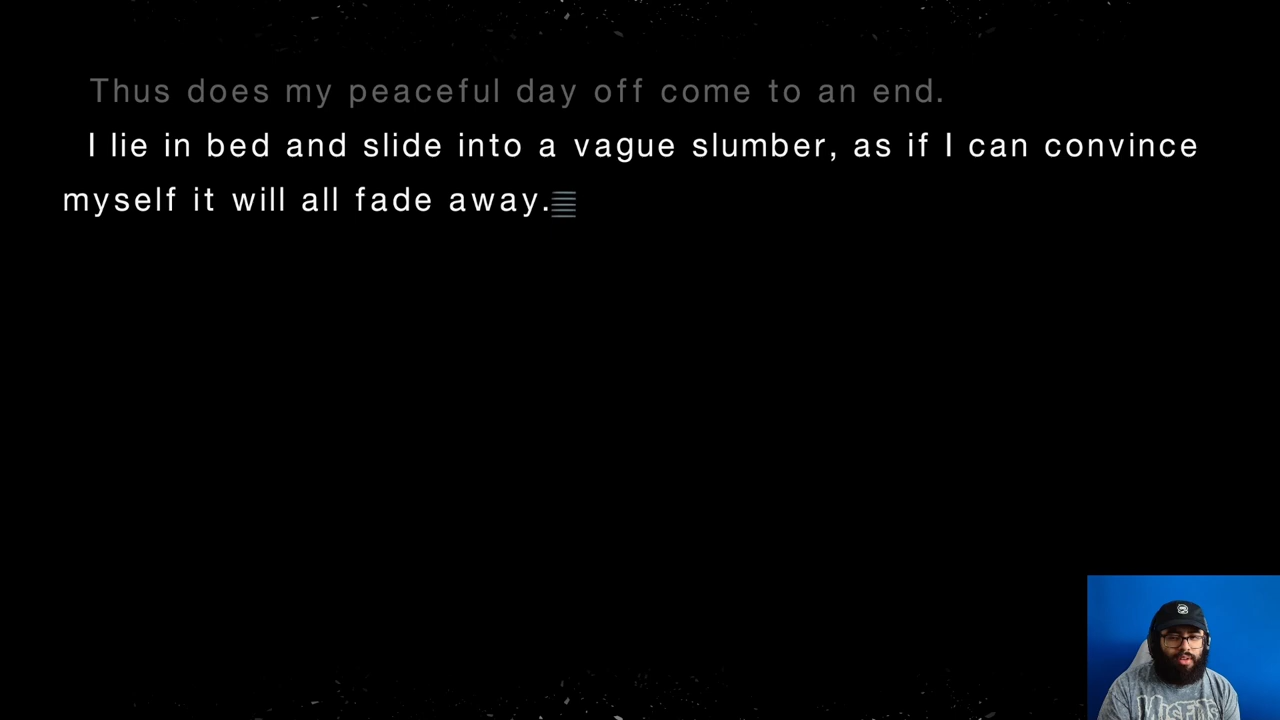 Thus does my peaceful day off come to an end.
I lie in bed and slide into a vague slumber, as if I can convince
myself it will all fade away.
MISFITS